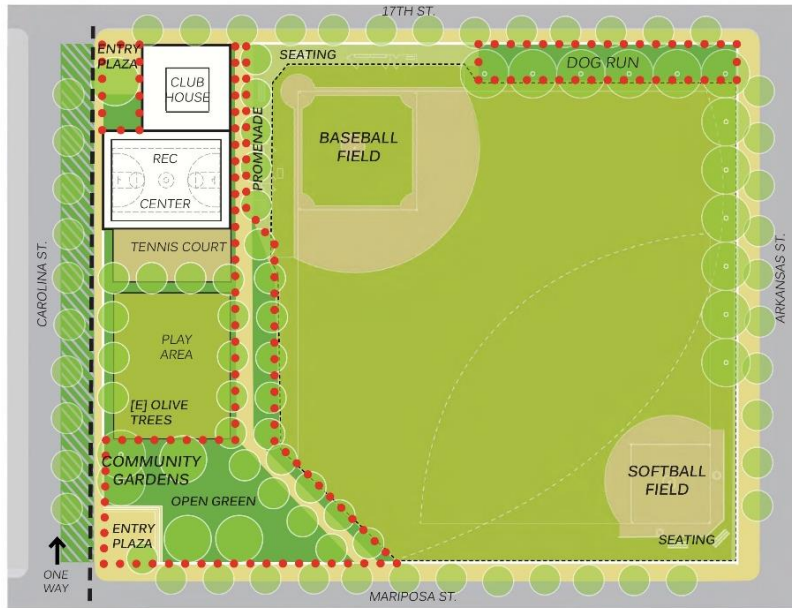 17TH ST.
ENTRY
PLAZA
CLUB
HOUSE
SEATING
DOG RUN
PROMENADE
BASEBALL
FIELD
REC
CENTER
TENNIS COURT
CAROLINA ST.
ARKANSAS ST.
PLAY
AREA
[E] OLIVE
TREES
COMMUNITY
GARDENS
OPEN GREEN
SOFTBALL
FIELD
ENTRY
PLAZA
SEATING
ONE
WAY
MARIPOSA ST.